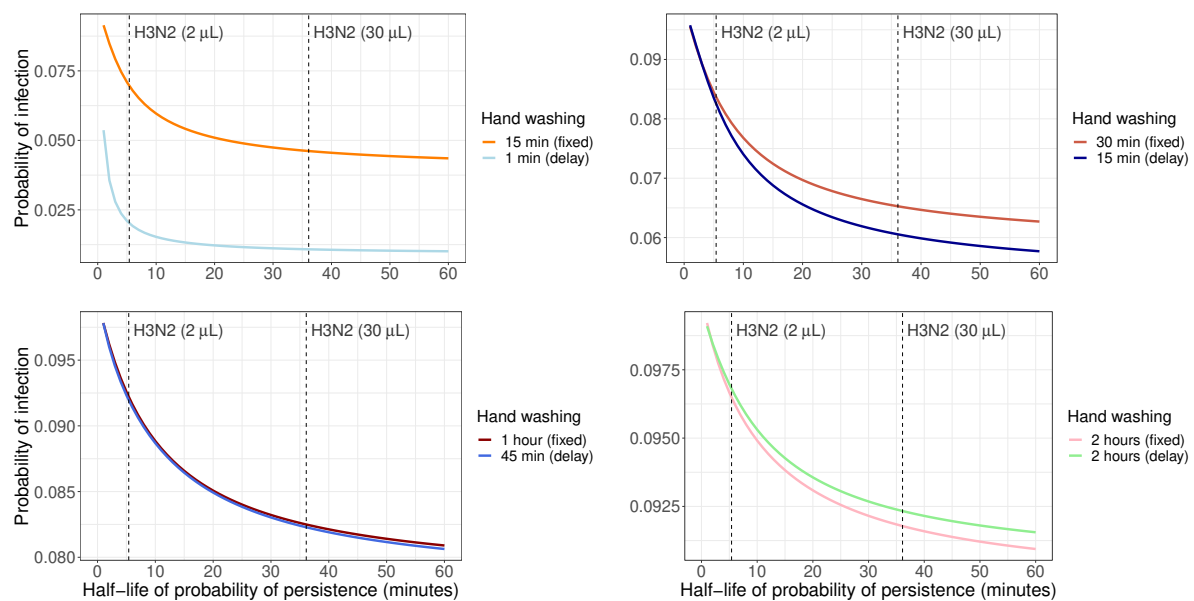 H3N2 (2 μL)
H3N2 (30 μL)
Probability of infection
0.075
0.050
0.025
0 10 20 30 40 50 60
Hand washing
15 min (fixed)
1 min (delay)
H3N2 (2 μL)
H3N2 (30 μL)
0.09
0.08
0.07
0.06
0 10 20 30 40 50 60
Hand washing
30 min (fixed)
15 min (delay)
H3N2 (2 μL)
H3N2 (30 μL)
Probability of infection
0.095
0.090
0.085
0.080
0 10 20 30 40 50 60
Half−life of probability of persistence (minutes)
Hand washing
1 hour (fixed)
45 min (delay)
H3N2 (2 μL)
H3N2 (30 μL)
0.0975
0.0950
0.0925
0 10 20 30 40 50 60
Half−life of probability of persistence (minutes)
Hand washing
2 hours (fixed)
2 hours (delay)